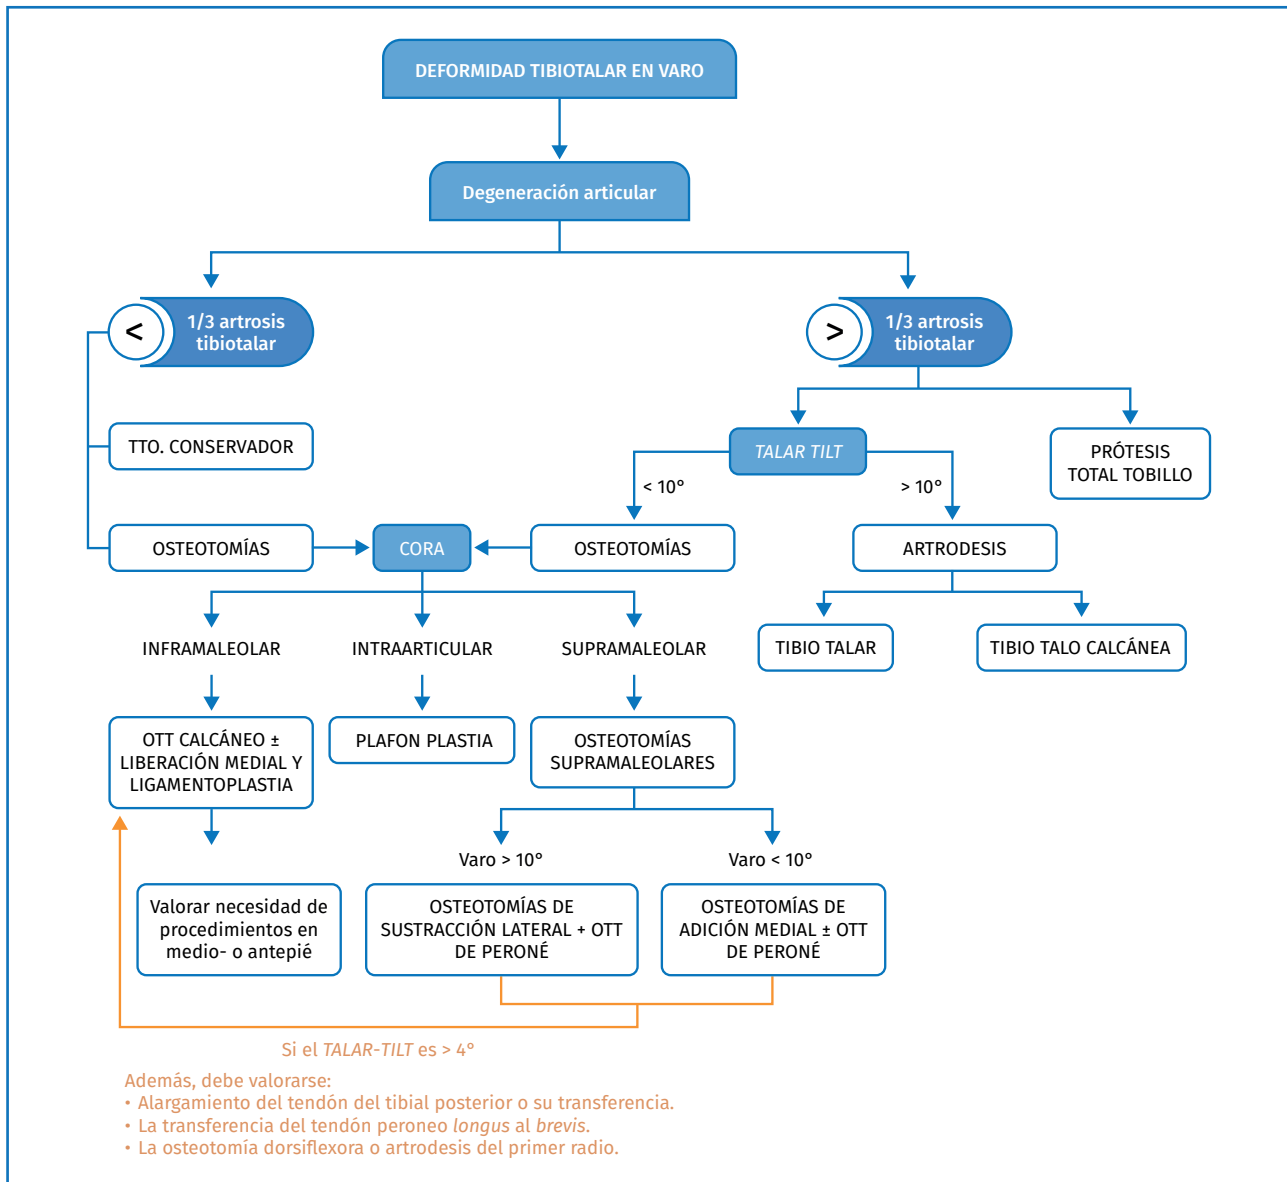 DEFORMIDAD TIBIOTALAR EN VARO
Degeneración articular
<
1/3 artrosis
tibiotalar
>
1/3 artrosis
tibiotalar
TTO. CONSERVADOR
TALAR TILT
PRÓTESIS
TOTAL TOBILLO
< 10°
> 10°
OSTEOTOMÍAS
CORA
OSTEOTOMÍAS
ARTRODESIS
INFRAMALEOLAR
INTRAARTICULAR
SUPRAMALEOLAR
TIBIO TALAR
TIBIO TALO CALCÁNEA
OTT CALCÁNEO ±
LIBERACIÓN MEDIAL Y
LIGAMENTOPLASTIA
PLAFON PLASTIA
OSTEOTOMÍAS
SUPRAMALEOLARES
Varo > 10°
Varo < 10°
Valorar necesidad de
procedimientos en
medio- o antepié
OSTEOTOMÍAS DE
SUSTRACCIÓN LATERAL + OTT
DE PERONÉ
OSTEOTOMÍAS DE
ADICIÓN MEDIAL ± OTT
DE PERONÉ
Si el TALAR-TILT es > 4°
Además, debe valorarse:
• Alargamiento del tendón del tibial posterior o su transferencia.
• La transferencia del tendón peroneo longus al brevis.
• La osteotomía dorsiflexora o artrodesis del primer radio.